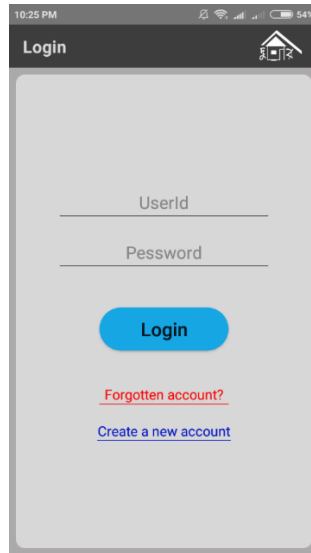 10:25 PM 54%
Login
UserId
Pessword
Login
Forgotten account?
Create a new account